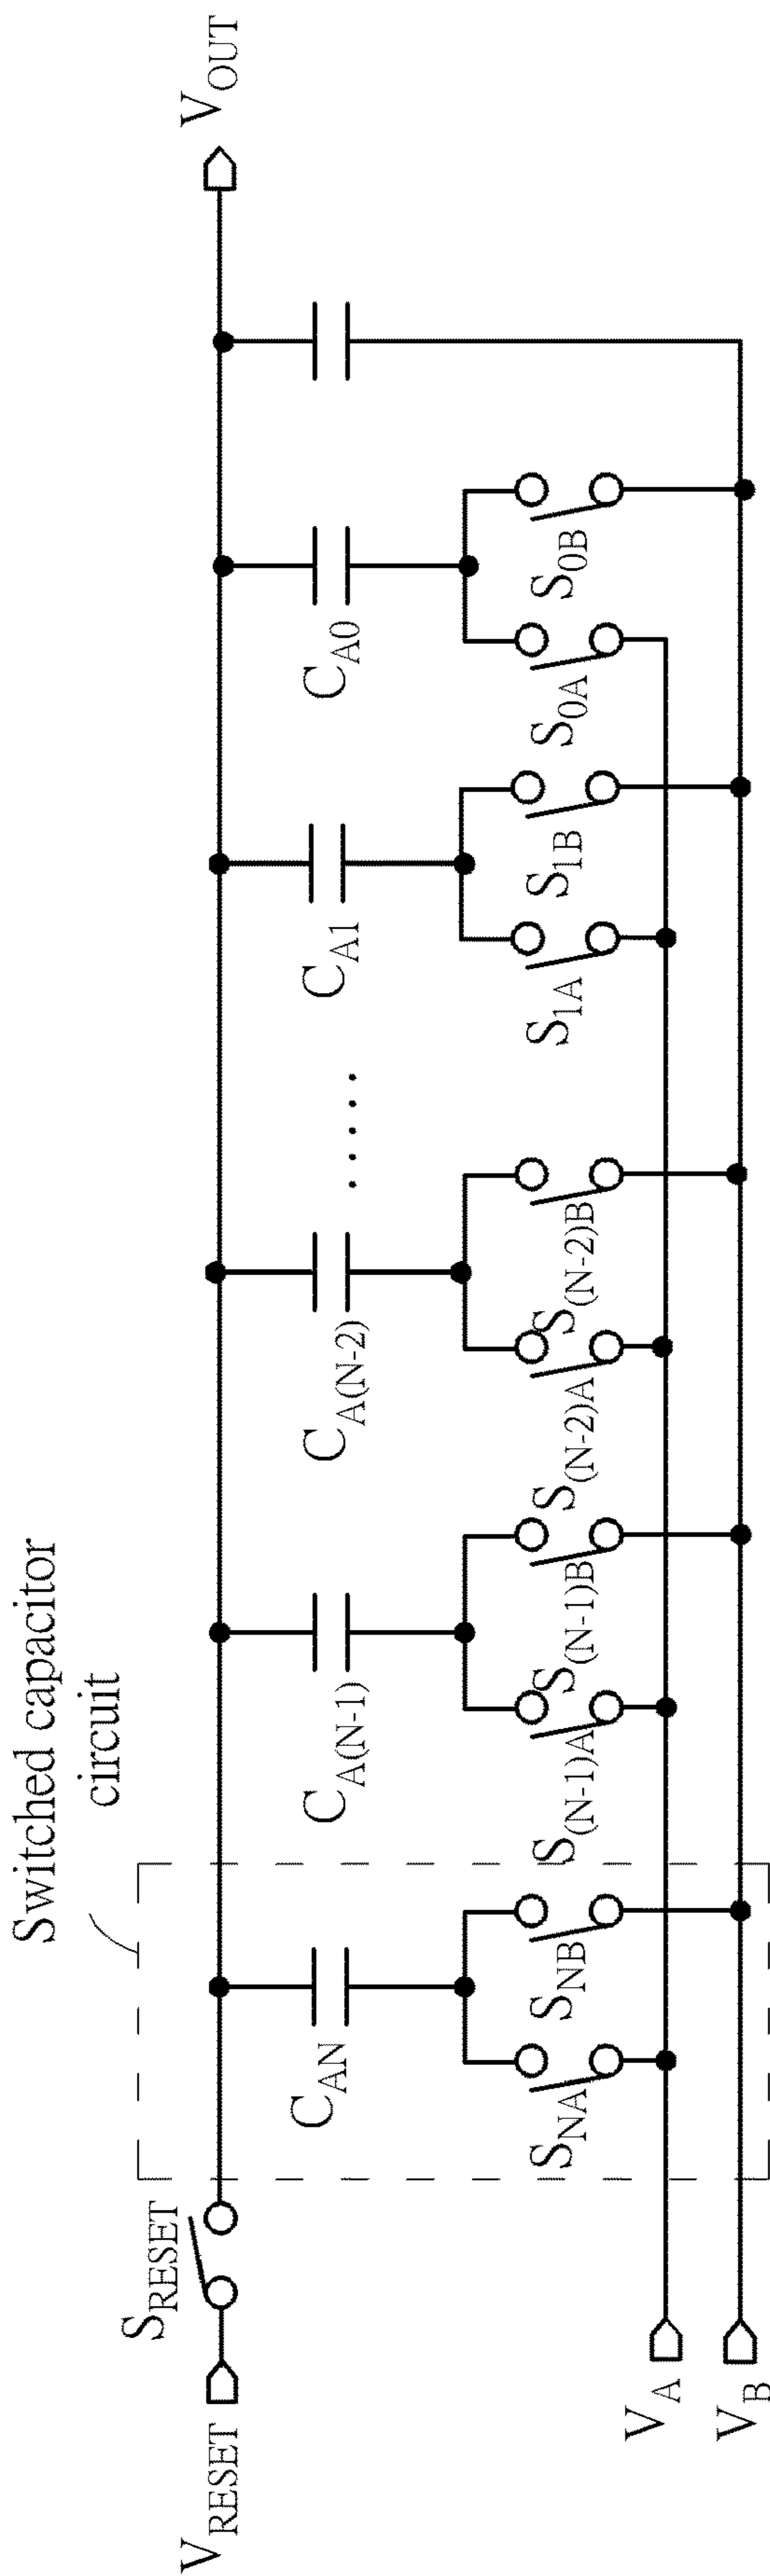 Switched capacitor
circuit
V_RESET
S_RESET
V_OUT
C_AN
C_A(N-1)
C_A(N-2)
. . . . .
C_A1
C_A0
S_NA
S_NB
S_(N-1)A
S_(N-1)B
S_(N-2)A
S_(N-2)B
S_1A
S_1B
S_0A
S_0B
V_A
V_B